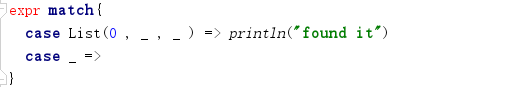 expr match{
case List(0 , _ , _ ) => println("found it")
case _ =>
}